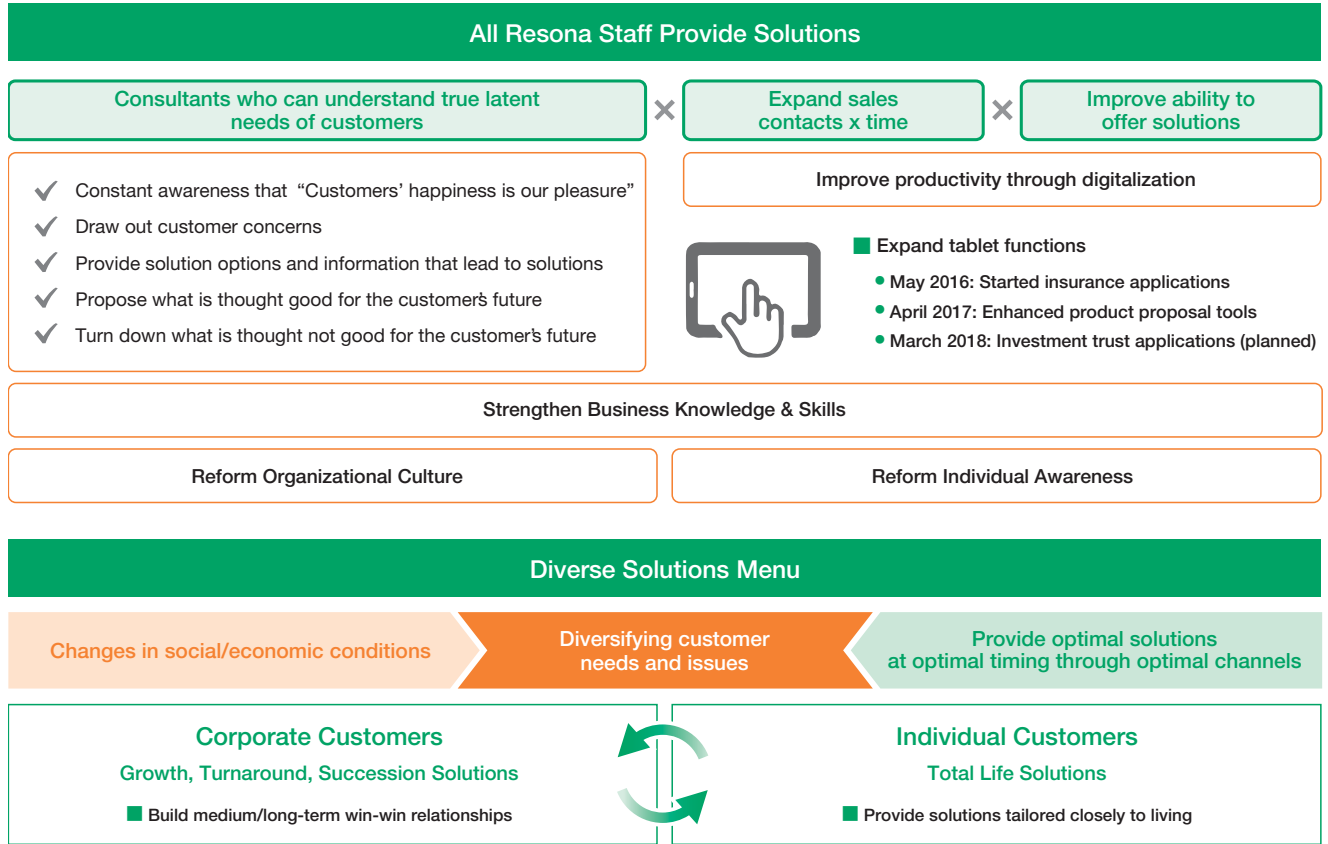 All Resona Staff Provide Solutions
Consultants who can understand true latent
needs of customers
×
Expand sales
contacts x time
×
Improve ability to
offer solutions
✓ Constant awareness that “Customers’ happiness is our pleasure”
✓ Draw out customer concerns
✓ Provide solution options and information that lead to solutions
✓ Propose what is thought good for the customer’s future
✓ Turn down what is thought not good for the customer’s future
Improve productivity through digitalization
■ Expand tablet functions
• May 2016: Started insurance applications
• April 2017: Enhanced product proposal tools
• March 2018: Investment trust applications (planned)
Strengthen Business Knowledge & Skills
Reform Organizational Culture
Reform Individual Awareness
Diverse Solutions Menu
Changes in social/economic conditions
Diversifying customer
needs and issues
Provide optimal solutions
at optimal timing through optimal channels
Corporate Customers
Growth, Turnaround, Succession Solutions
■ Build medium/long-term win-win relationships
Individual Customers
Total Life Solutions
■ Provide solutions tailored closely to living